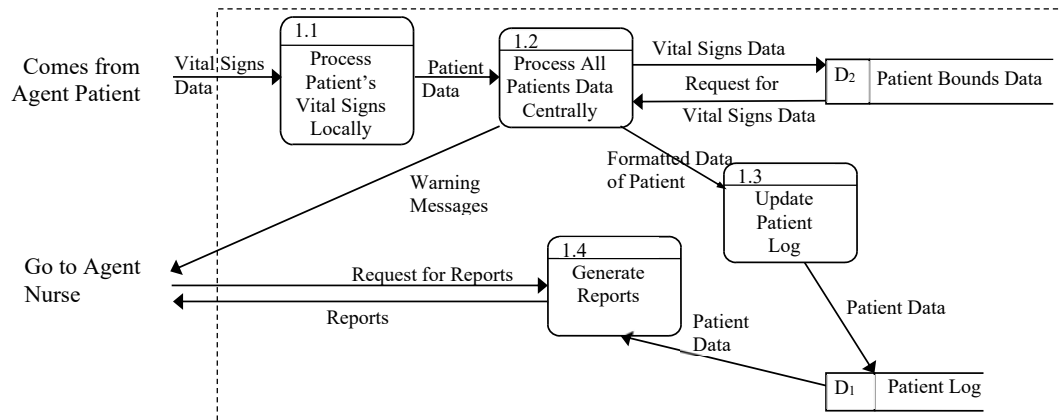 1.1
1.2
Comes from
Agent Patient
Vital Signs
Data
Process
Patient's
Vital Signs
Locally
Patient
Data
Process All
Patients Data
Centrally
Vital Signs Data
Request for
Vital Signs Data
D2
Patient Bounds Data
Warning
Messages
Formatted Data
of Patient
1.3
Update
Patient
Log
Go to Agent
Nurse
Request for Reports
Reports
1.4
Generate
Reports
Patient
Data
Patient Data
D1
Patient Log